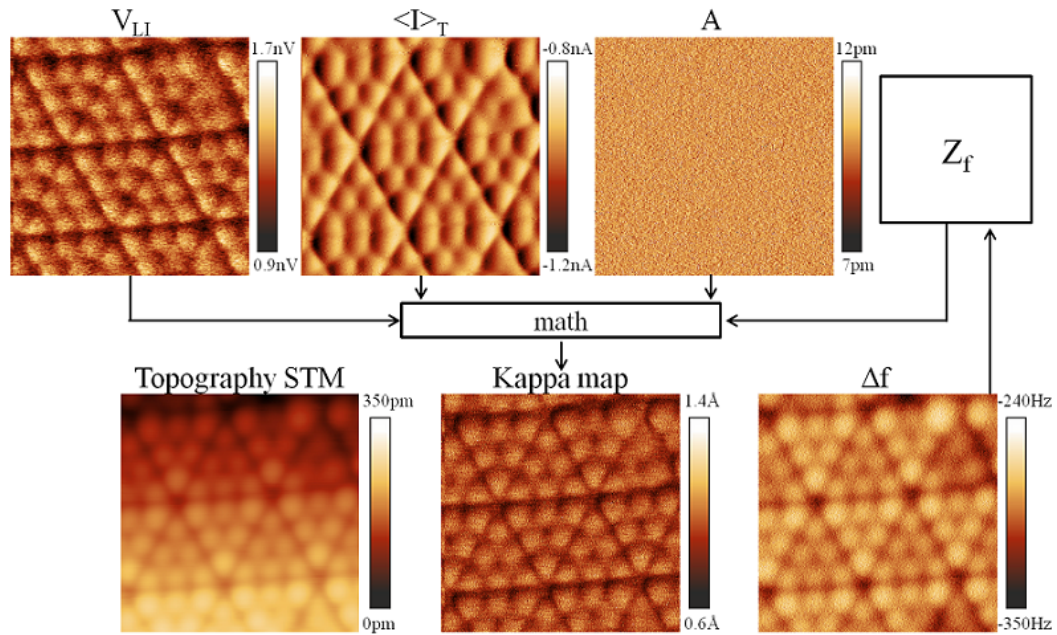 V_LI
<I>_T
A
1.7nV
-0.8nA
12pm
Z_f
0.9nV
-1.2nA
7pm
math
Topography STM
Kappa map
Δf
350pm
1.4Å
-240Hz
0pm
0.6Å
-350Hz